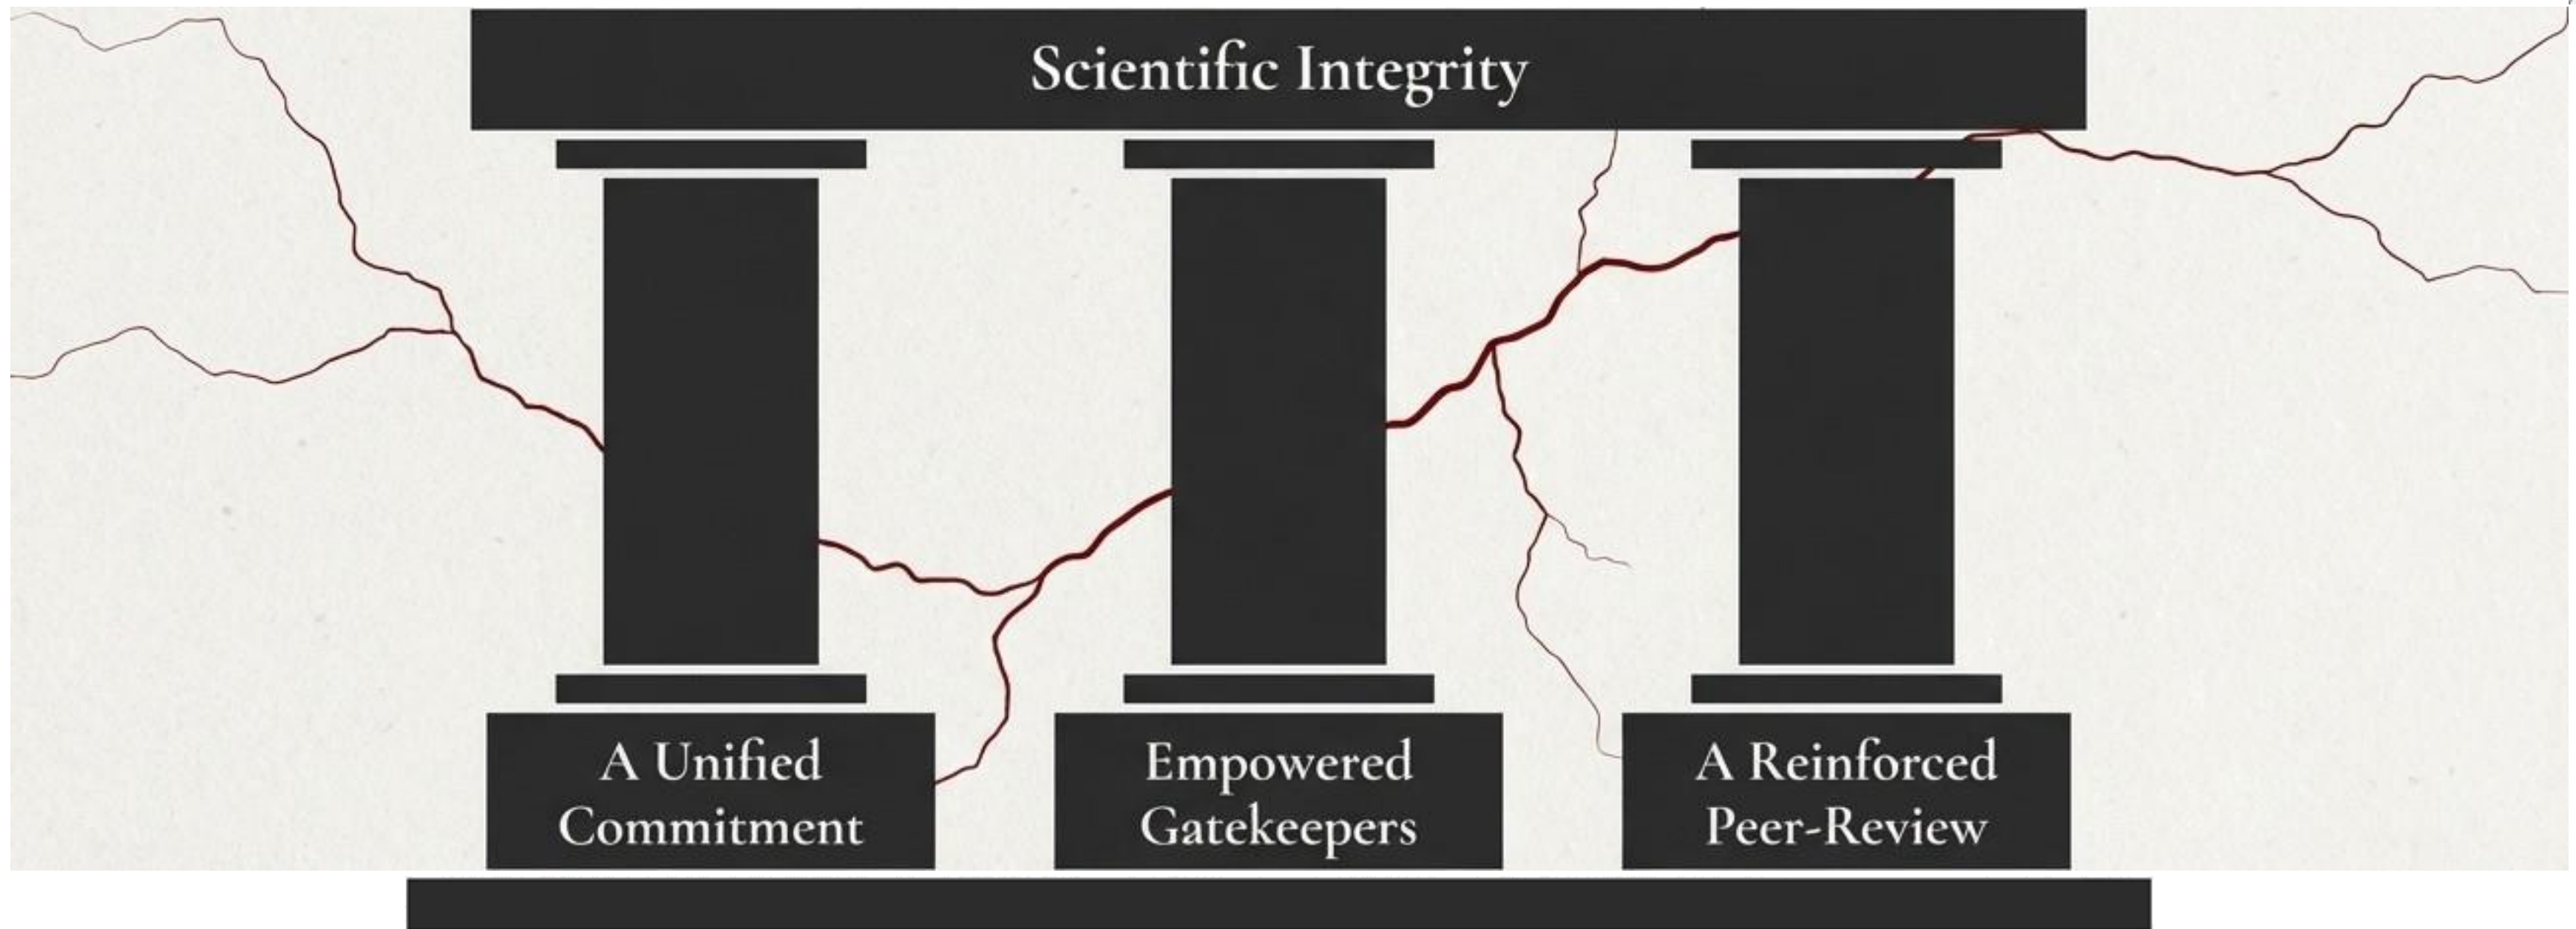 Scientific Integrity
A Unified
Commitment
Empowered
Gatekeepers
A Reinforced
Peer-Review